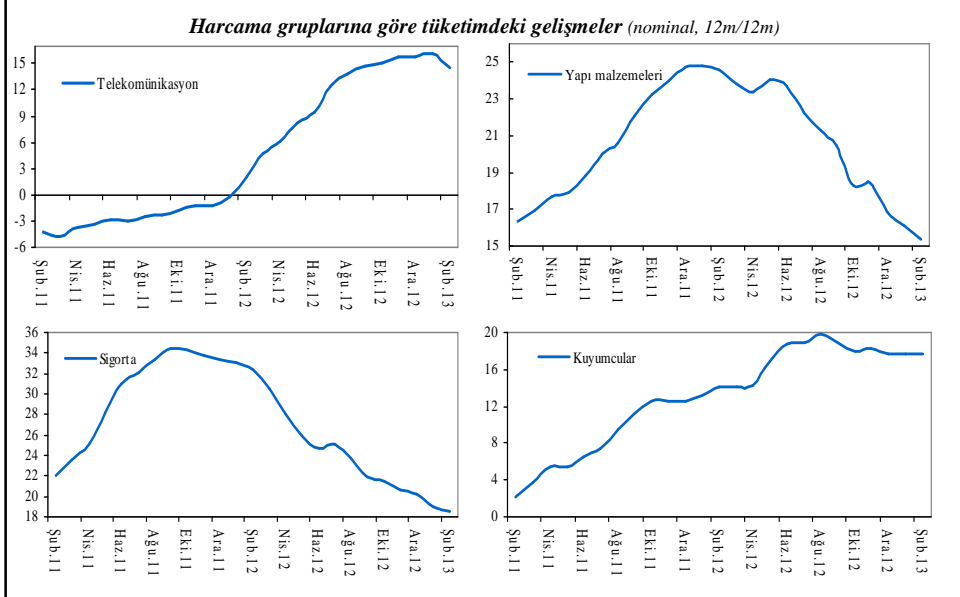 Harcama gruplarına göre tüketimdeki gelişmeler (nominal, 12m/12m)
Telekomünikasyon
15
12
9
6
3
0
-3
-6
Şub.11
Nis.11
Haz.11
Ağu.11
Eki.11
Ara.11
Şub.12
Nis.12
Haz.12
Ağu.12
Eki.12
Ara.12
Şub.13
Yapı malzemeleri
25
23
21
19
17
15
Şub.11
Nis.11
Haz.11
Ağu.11
Eki.11
Ara.11
Şub.12
Nis.12
Haz.12
Ağu.12
Eki.12
Ara.12
Şub.13
Sigorta
36
34
32
30
28
26
24
22
20
18
Şub.11
Nis.11
Haz.11
Ağu.11
Eki.11
Ara.11
Şub.12
Nis.12
Haz.12
Ağu.12
Eki.12
Ara.12
Şub.13
Kuyumcular
20
16
12
8
4
0
Şub.11
Nis.11
Haz.11
Ağu.11
Eki.11
Ara.11
Şub.12
Nis.12
Haz.12
Ağu.12
Eki.12
Ara.12
Şub.13